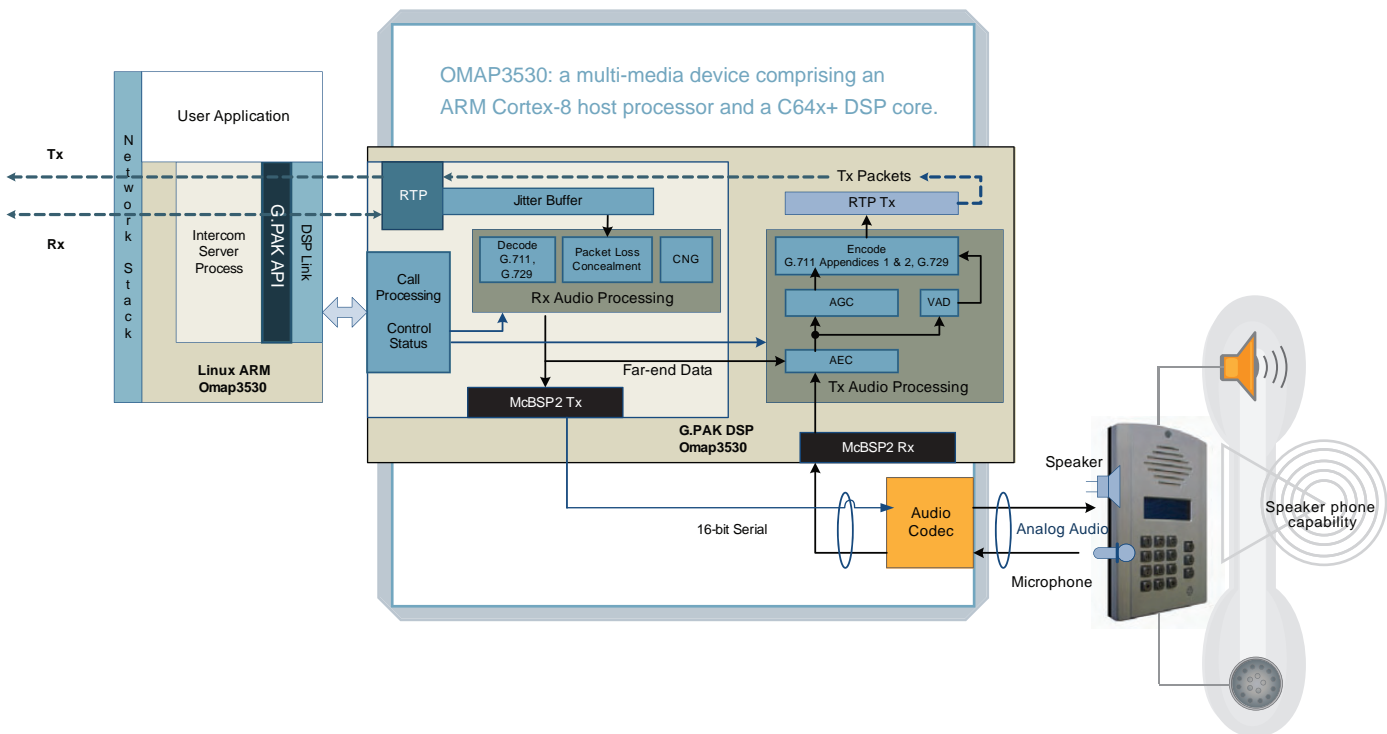 OMAP3530: a multi-media device comprising an
ARM Cortex-8 host processor and a C64x+ DSP core.
User Application
Network Stack
Tx
Rx
Intercom
Server
Process
G.PAK API
DSP Link
Linux ARM
Omap3530
RTP
Jitter Buffer
Tx Packets
RTP Tx
Decode
G.711,
G.729
Packet Loss
Concealment
CNG
Rx Audio Processing
Encode
G.711 Appendices 1 & 2, G.729
AGC
VAD
AEC
Tx Audio Processing
Call
Processing
Control
Status
Far-end Data
McBSP2 Tx
G.PAK DSP
Omap3530
McBSP2 Rx
16-bit Serial
Audio
Codec
Speaker
Analog Audio
Microphone
Speaker phone
capability